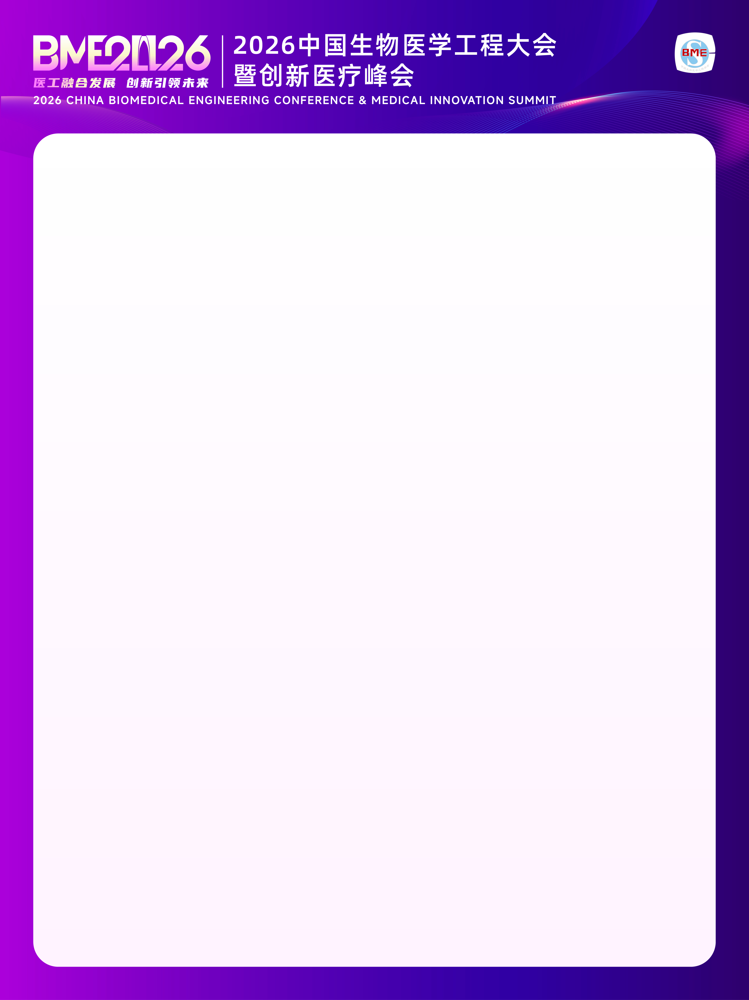 BME2026
医工融合发展 创新引领未来
2026中国生物医学工程大会
暨创新医疗峰会
2026 CHINA BIOMEDICAL ENGINEERING CONFERENCE & MEDICAL INNOVATION SUMMIT
BME